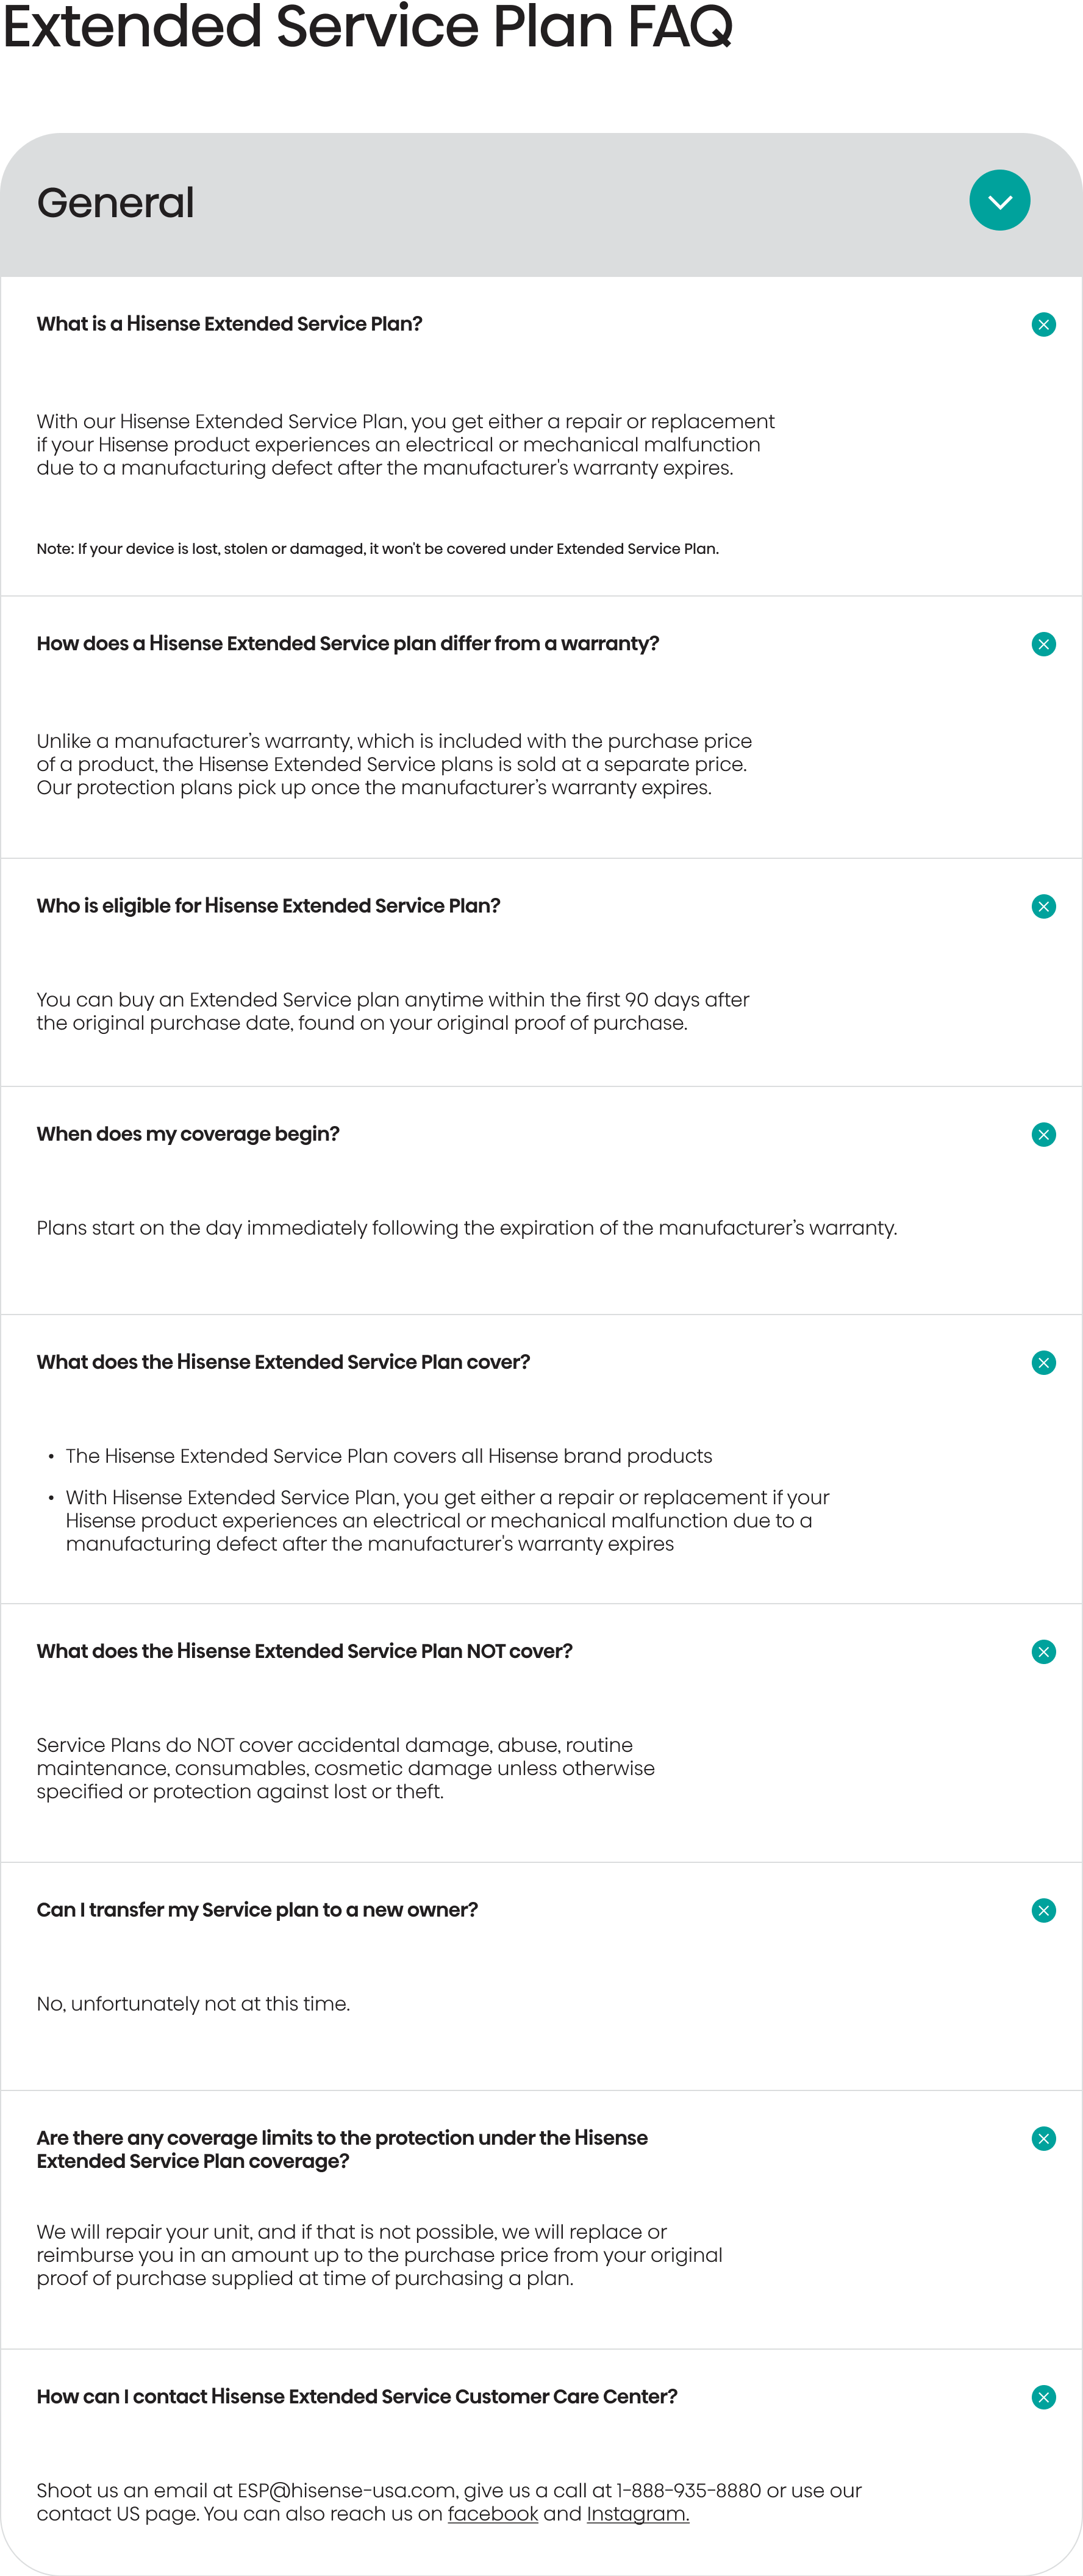 Extended Service Plan FAQ
General
What is a Hisense Extended Service Plan?
With our Hisense Extended Service Plan, you get either a repair or replacement
if your Hisense product experiences an electrical or mechanical malfunction
due to a manufacturing defect after the manufacturer's warranty expires.
Note: If your device is lost, stolen or damaged, it won't be covered under Extended Service Plan.
How does a Hisense Extended Service plan differ from a warranty?
Unlike a manufacturer’s warranty, which is included with the purchase price
of a product, the Hisense Extended Service plans is sold at a separate price.
Our protection plans pick up once the manufacturer’s warranty expires.
Who is eligible for Hisense Extended Service Plan?
You can buy an Extended Service plan anytime within the first 90 days after
the original purchase date, found on your original proof of purchase.
When does my coverage begin?
Plans start on the day immediately following the expiration of the manufacturer’s warranty.
What does the Hisense Extended Service Plan cover?
• The Hisense Extended Service Plan covers all Hisense brand products
• With Hisense Extended Service Plan, you get either a repair or replacement if your
Hisense product experiences an electrical or mechanical malfunction due to a
manufacturing defect after the manufacturer's warranty expires
What does the Hisense Extended Service Plan NOT cover?
Service Plans do NOT cover accidental damage, abuse, routine
maintenance, consumables, cosmetic damage unless otherwise
specified or protection against lost or theft.
Can I transfer my Service plan to a new owner?
No, unfortunately not at this time.
Are there any coverage limits to the protection under the Hisense
Extended Service Plan coverage?
We will repair your unit, and if that is not possible, we will replace or
reimburse you in an amount up to the purchase price from your original
proof of purchase supplied at time of purchasing a plan.
How can I contact Hisense Extended Service Customer Care Center?
Shoot us an email at ESP@hisense-usa.com, give us a call at 1-888-935-8880 or use our
contact US page. You can also reach us on facebook and Instagram.